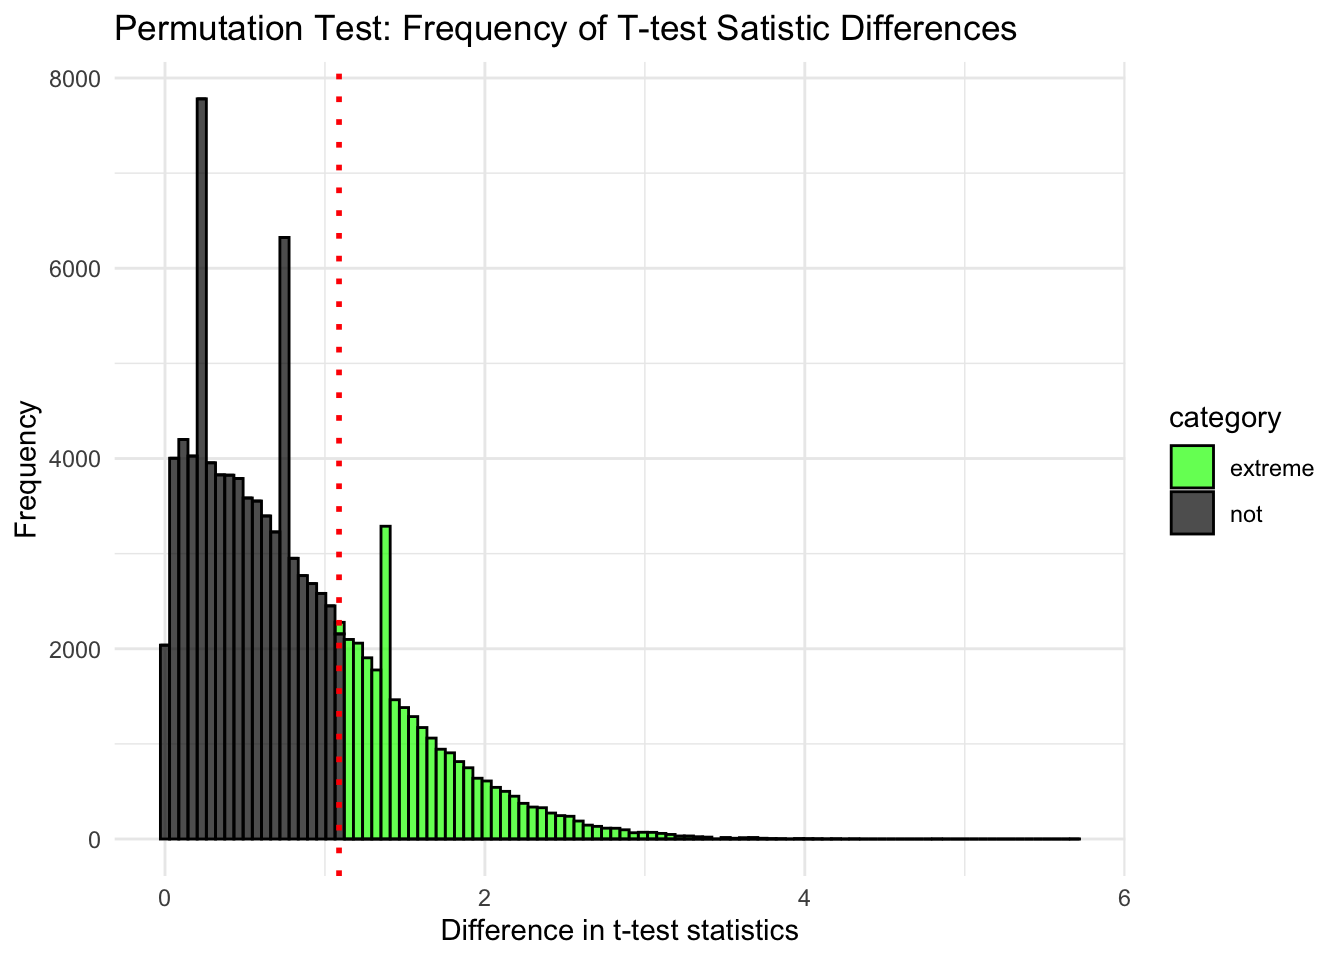 Permutation Test: Frequency of T-test Satistic Differences
8000
6000
4000
2000
0
Frequency
0
2
4
6
Difference in t-test statistics
category
extreme
not